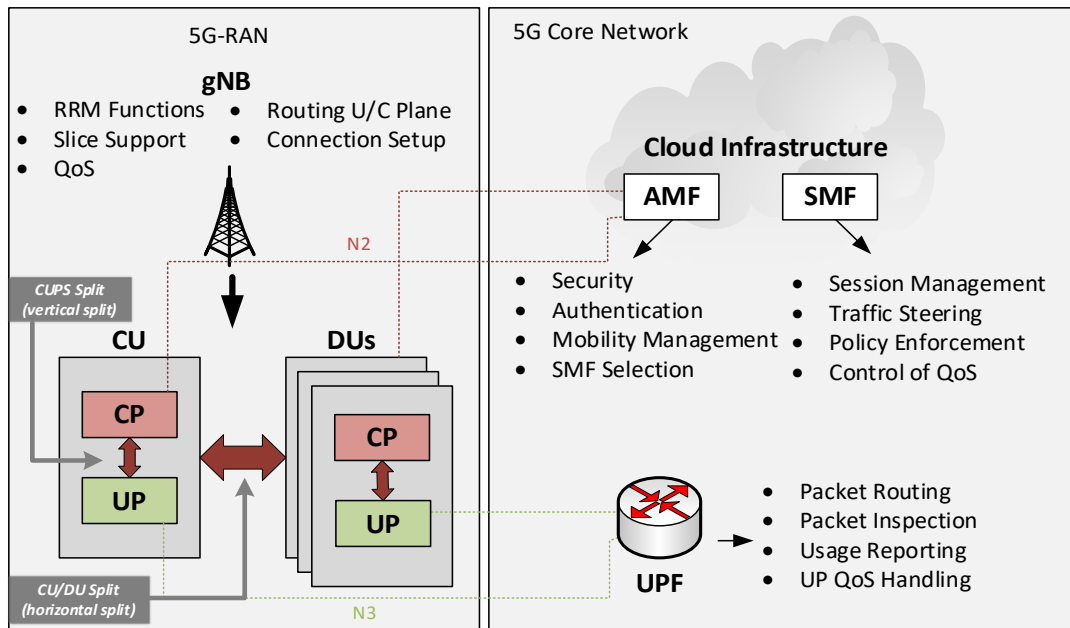 5G-RAN
gNB
• RRM Functions
• Slice Support
• QoS
• Routing U/C Plane
• Connection Setup
N2
CUPS Split
(vertical split)
CU
CP
UP
DUs
CP
UP
CU/DU Split
(horizontal split)
N3
5G Core Network
Cloud Infrastructure
AMF
SMF
• Security
• Authentication
• Mobility Management
• SMF Selection
• Session Management
• Traffic Steering
• Policy Enforcement
• Control of QoS
UPF
• Packet Routing
• Packet Inspection
• Usage Reporting
• UP QoS Handling